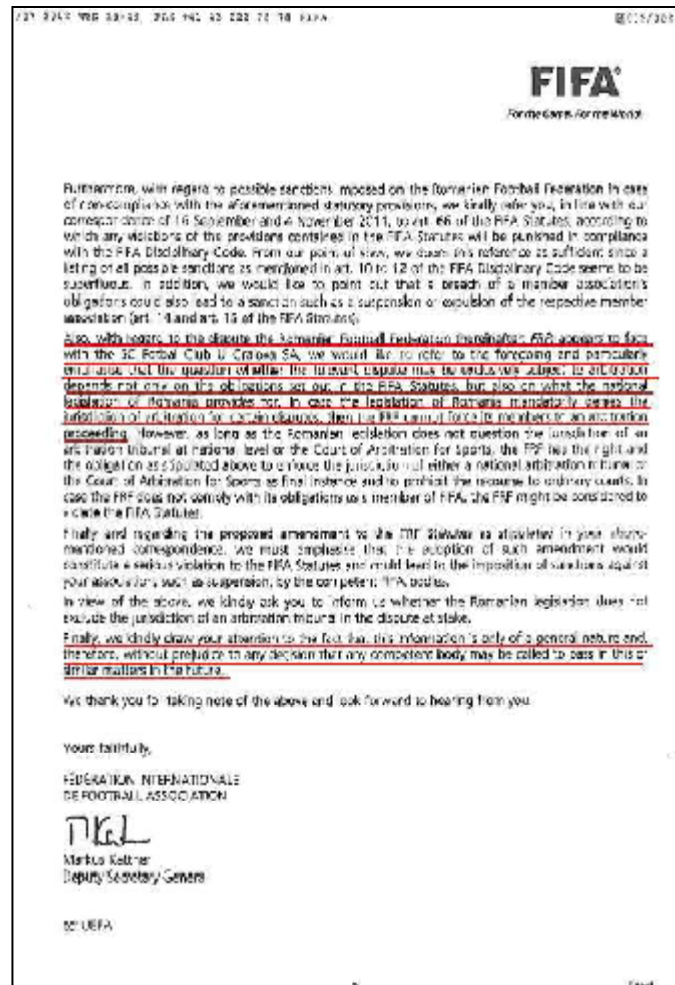 FIFA
For the Game. For the World.
Furthermore, with regard to possible sanctions imposed on the Romanian Football Federation in case
of non-compliance with the aforementioned statutory provisions, we kindly refer you, in line with our
correspondence of 16 September and 4 November 2011, to art. 66 of the FIFA Statutes, according to
which any violations of the provisions contained in the FIFA Statutes will be punished in compliance
with the FIFA Disciplinary Code. From our point of view, we deem this reference as sufficient since a
listing of all possible sanctions as mentioned in art. 10 to 12 of the FIFA Disciplinary Code seems to be
superfluous. In addition, we would like to point out that a breach of a member association's
obligations could also lead to a sanction such as a suspension or expulsion of the respective member
association (art. 14 and art. 15 of the FIFA Statutes).
Also, with regard to the dispute the Romanian Football Federation (hereinafter: FRF) appears to face
with the SC Fotbal Club U Craiova SA, we would like to refer to the foregoing and particularly
emphasise that the question whether the relevant dispute may be exclusively subject to arbitration
depends not only on the obligations set out in the FIFA Statutes, but also on what the national
legislation of Romania provides for. In case the legislation of Romania mandatorily denies the
jurisdiction of arbitration for certain disputes, then the FRF cannot force its members to an arbitration
proceeding. However, as long as the Romanian legislation does not question the jurisdiction of an
arbitration tribunal at national level or the Court of Arbitration for Sports, the FRF has the right and
the obligation as stipulated above to enforce the jurisdiction of either a national arbitration tribunal or
the Court of Arbitration for Sports as final instance and to prohibit the recourse to ordinary courts. In
case the FRF does not comply with its obligations as a member of FIFA, the FRF might be considered to
violate the FIFA Statutes.
Finally and regarding the proposed amendment to the FRF Statutes as stipulated in your above-
mentioned correspondence, we must emphasise that the adoption of such amendment would
constitute a serious violation to the FIFA Statutes and could lead to the imposition of sanctions against
your association, such as suspension, by the competent FIFA bodies.
In view of the above, we kindly ask you to inform us whether the Romanian legislation does not
exclude the jurisdiction of an arbitration tribunal in the dispute at stake.
Finally, we kindly draw your attention to the fact that this information is only of a general nature and,
therefore, without prejudice to any decision that any competent body may be called to pass in this or
similar matters in the future.
We thank you for taking note of the above and look forward to hearing from you.
Yours faithfully,
FÉDÉRATION INTERNATIONALE
DE FOOTBALL ASSOCIATION
Markus Kattner
Deputy Secretary General
cc: UEFA